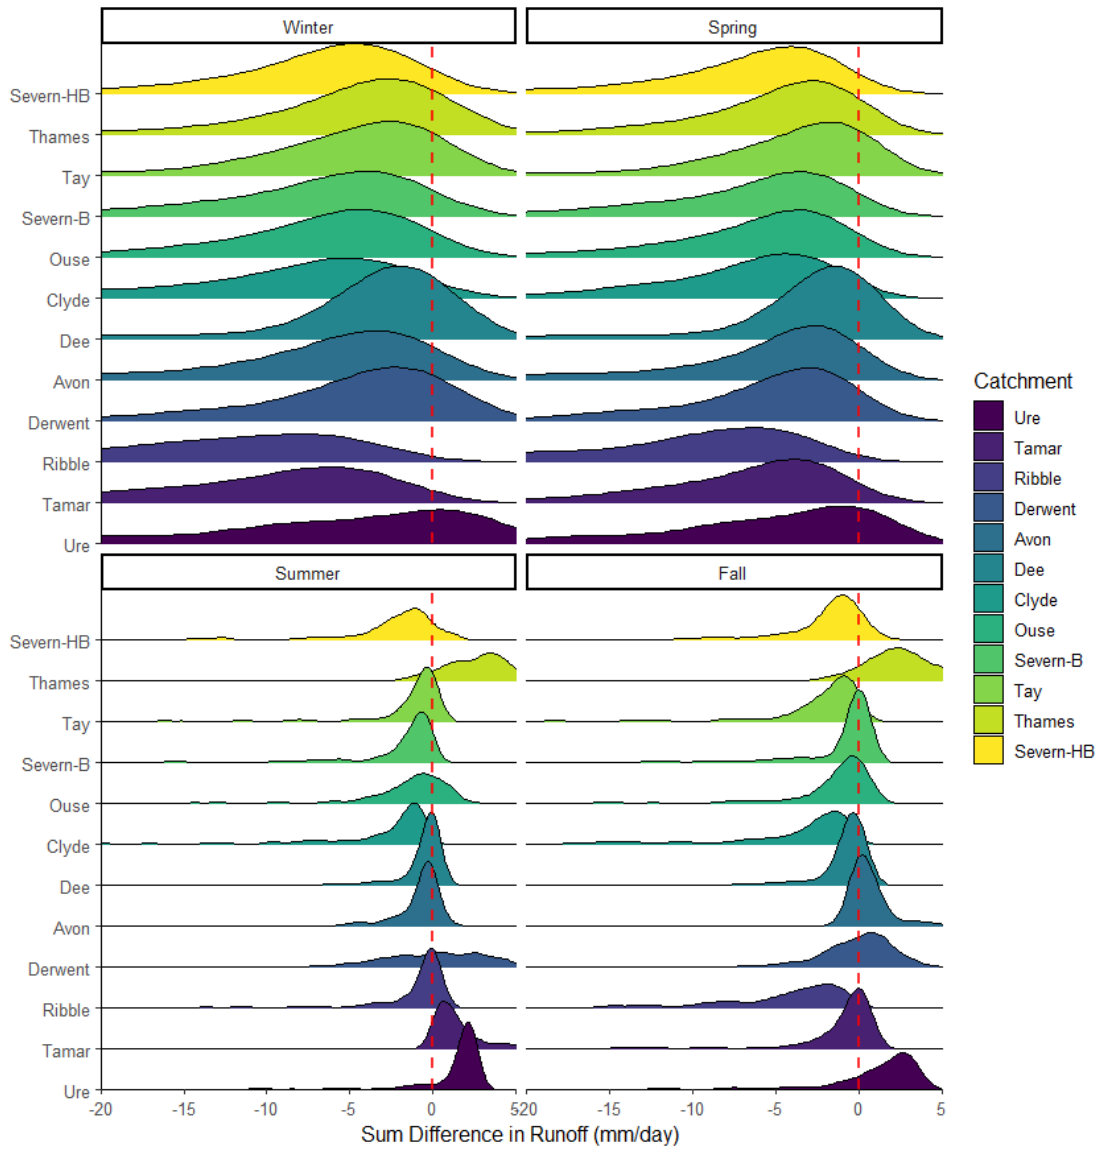 Winter
Spring
Severn-HB
Thames
Tay
Severn-B
Ouse
Clyde
Dee
Avon
Derwent
Ribble
Tamar
Ure
Summer
Fall
Severn-HB
Thames
Tay
Severn-B
Ouse
Clyde
Dee
Avon
Derwent
Ribble
Tamar
Ure
-20 -15 -10 -5 0 520 -15 -10 -5 0 5
Sum Difference in Runoff (mm/day)
Catchment
Ure
Tamar
Ribble
Derwent
Avon
Dee
Clyde
Ouse
Severn-B
Tay
Thames
Severn-HB